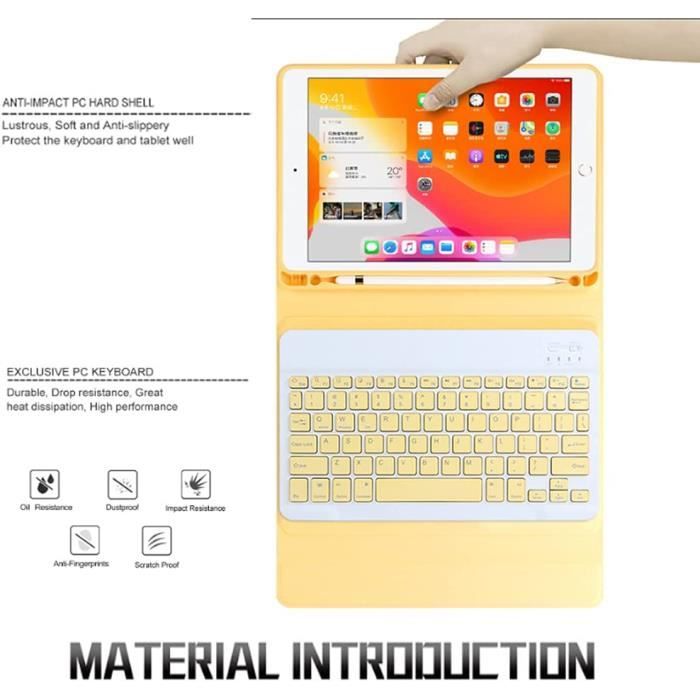 ANTI-IMPACT PC HARD SHELL
Lustrous, Soft and Anti-slippery
Protect the keyboard and tablet well
9:41
20°
EXCLUSIVE PC KEYBOARD
Durable, Drop resistance, Great
heat dissipation, High performance
Q W E R T Y U I O P
A S D F G H J K L
Z X C V B N M
Oil Resistance
Dustproof
Impact Resistance
Anti-Fingerprints
Scratch Proof
MATERIAL INTRODUCTION